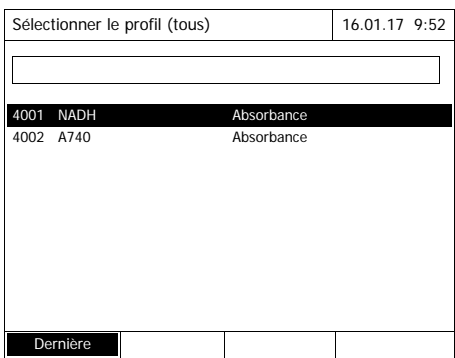 Sélectionner le profil (tous) 16.01.17 9:52
4001 NADH Absorbance
4002 A740 Absorbance
Dernière